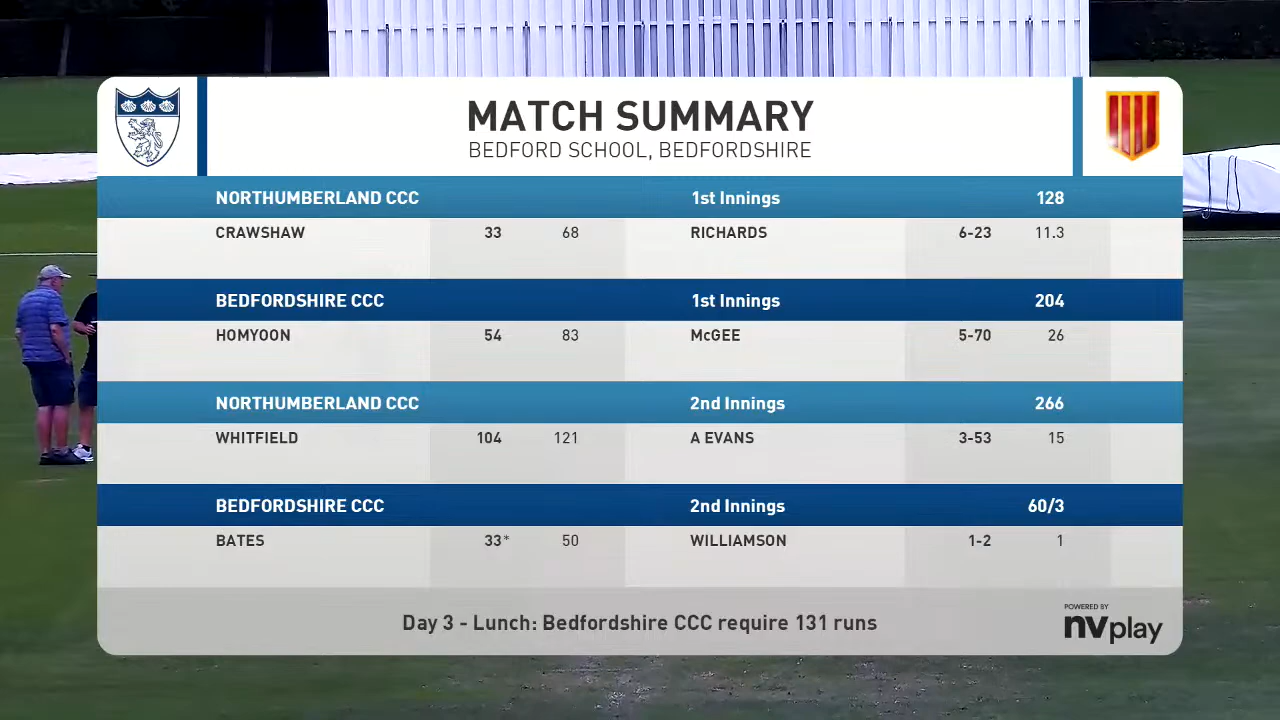 MATCH SUMMARY
BEDFORD SCHOOL, BEDFORDSHIRE
NORTHUMBERLAND CCC 1st Innings 128
CRAWSHAW 33 68 RICHARDS 6-23 11.3
BEDFORDSHIRE CCC 1st Innings 204
HOMYOON 54 83 McGEE 5-70 26
NORTHUMBERLAND CCC 2nd Innings 266
WHITFIELD 104 121 A EVANS 3-53 15
BEDFORDSHIRE CCC 2nd Innings 60/3
BATES 33* 50 WILLIAMSON 1-2 1
Day 3 - Lunch: Bedfordshire CCC require 131 runs
POWERED BY
nvplay